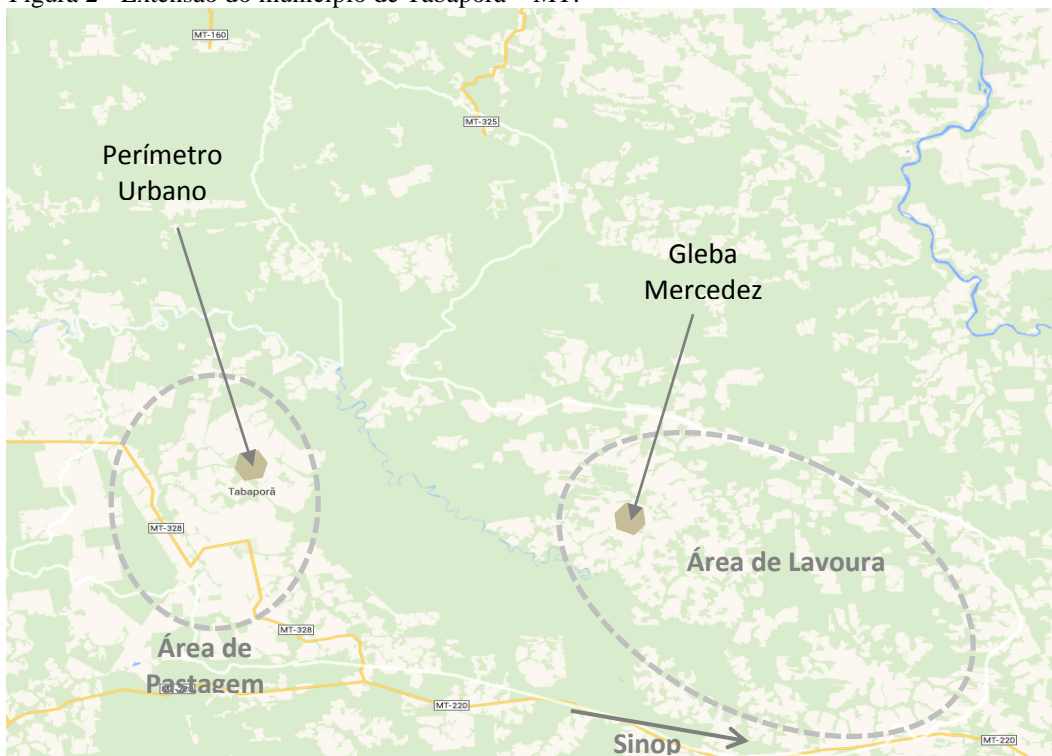 Figura 2 - Extensão do município de Tabaporã – MT.
MT-160
MT-325
Perímetro
Urbano
Gleba
Mercedez
Tabaporã
MT-328
Área de Lavoura
MT-328
Área de
Pastagem
MT-220
MT-220
Sinop